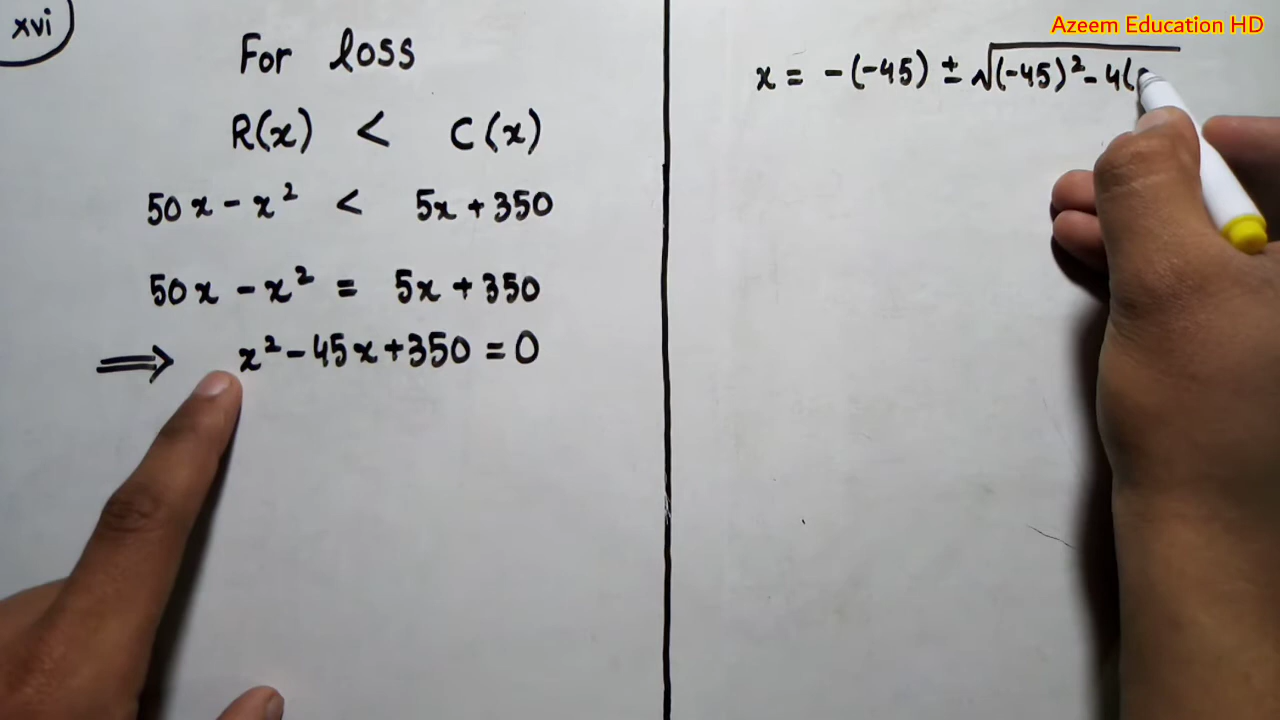 xvi
For loss
R(x) < C(x)
50x - x² < 5x + 350
50x - x² = 5x + 350
⟹ x² - 45x + 350 = 0
Azeem Education HD
x = -(-45) ± √(-45)² - 4(